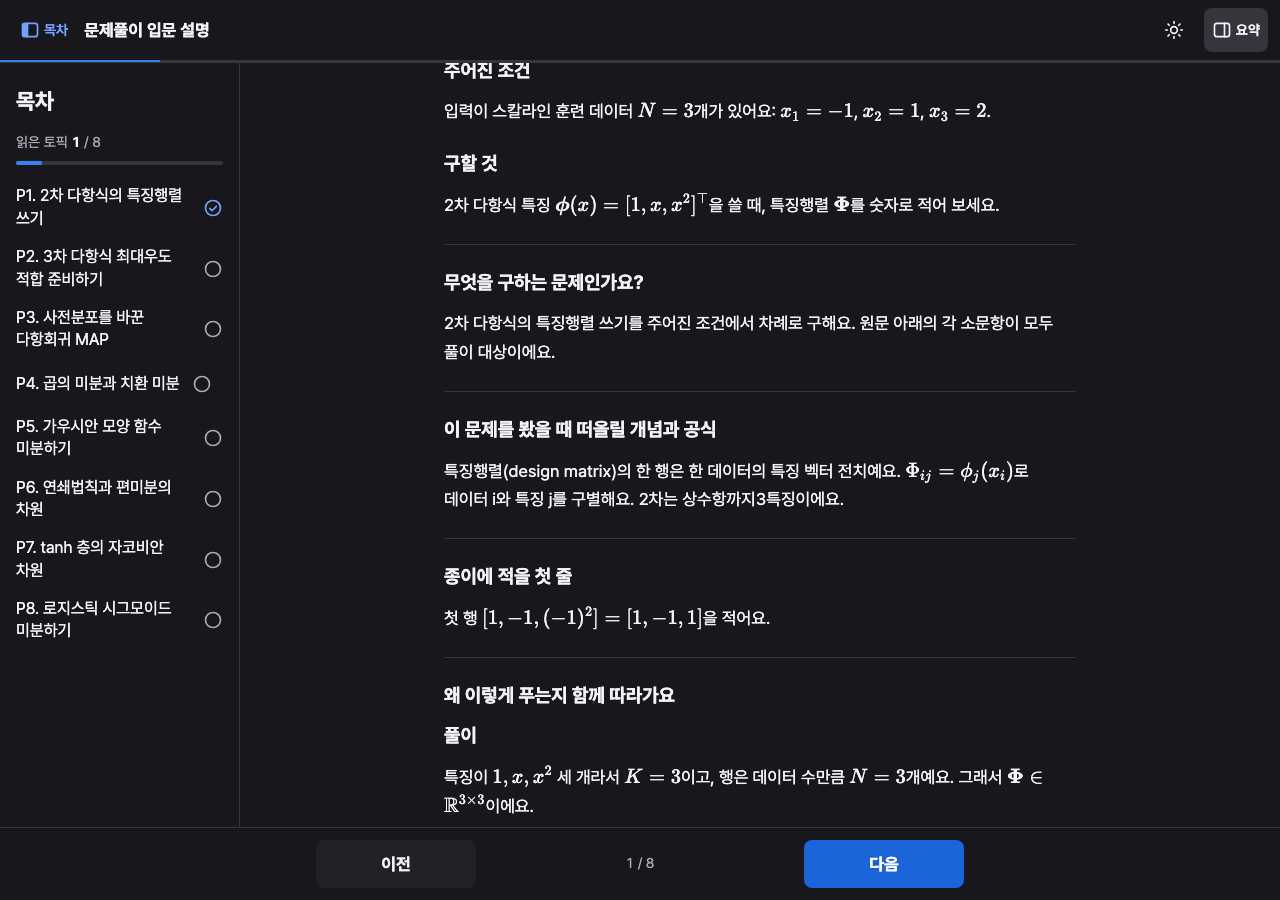 목차 문제풀이 입문 설명 요약
목차
읽은 토픽 1 / 8
P1. 2차 다항식의 특징행렬
쓰기
P2. 3차 다항식 최대우도
적합 준비하기
P3. 사전분포를 바꾼
다항회귀 MAP
P4. 곱의 미분과 치환 미분
P5. 가우시안 모양 함수
미분하기
P6. 연쇄법칙과 편미분의
차원
P7. tanh 층의 자코비안
차원
P8. 로지스틱 시그모이드
미분하기
주어진 조건
입력이 스칼라인 훈련 데이터 N = 3개가 있어요: x₁ = −1, x₂ = 1, x₃ = 2.
구할 것
2차 다항식 특징 ϕ(x) = [1, x, x²]⊤을 쓸 때, 특징행렬 Φ를 숫자로 적어 보세요.
무엇을 구하는 문제인가요?
2차 다항식의 특징행렬 쓰기를 주어진 조건에서 차례로 구해요. 원문 아래의 각 소문항이 모두
풀이 대상이에요.
이 문제를 봤을 때 떠올릴 개념과 공식
특징행렬(design matrix)의 한 행은 한 데이터의 특징 벡터 전치예요. Φᵢⱼ = ϕⱼ(xᵢ)로
데이터 i와 특징 j를 구별해요. 2차는 상수항까지3특징이에요.
종이에 적을 첫 줄
첫 행 [1, −1, (−1)²] = [1, −1, 1]을 적어요.
왜 이렇게 푸는지 함께 따라가요
풀이
특징이 1, x, x² 세 개라서 K = 3이고, 행은 데이터 수만큼 N = 3개예요. 그래서 Φ ∈
ℝ³ˣ³이에요.
이전 1 / 8 다음